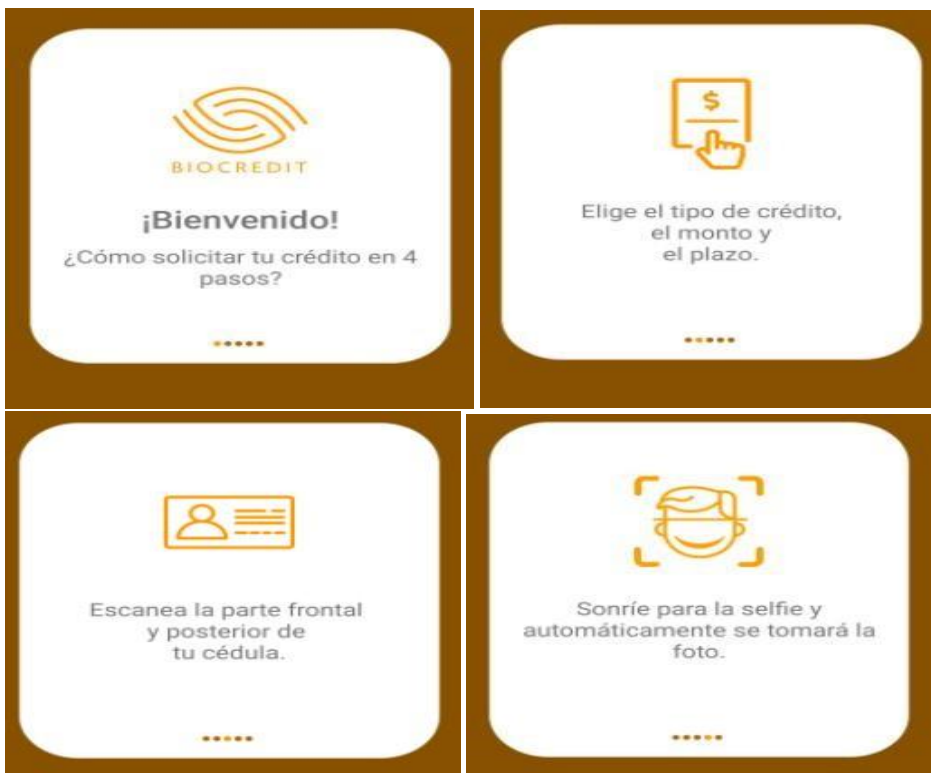 BIOCREDIT
¡Bienvenido!
¿Cómo solicitar tu crédito en 4
pasos?
$
Elige el tipo de crédito,
el monto y
el plazo.
Escanea la parte frontal
y posterior de
tu cédula.
Sonríe para la selfie y
automáticamente se tomará la
foto.